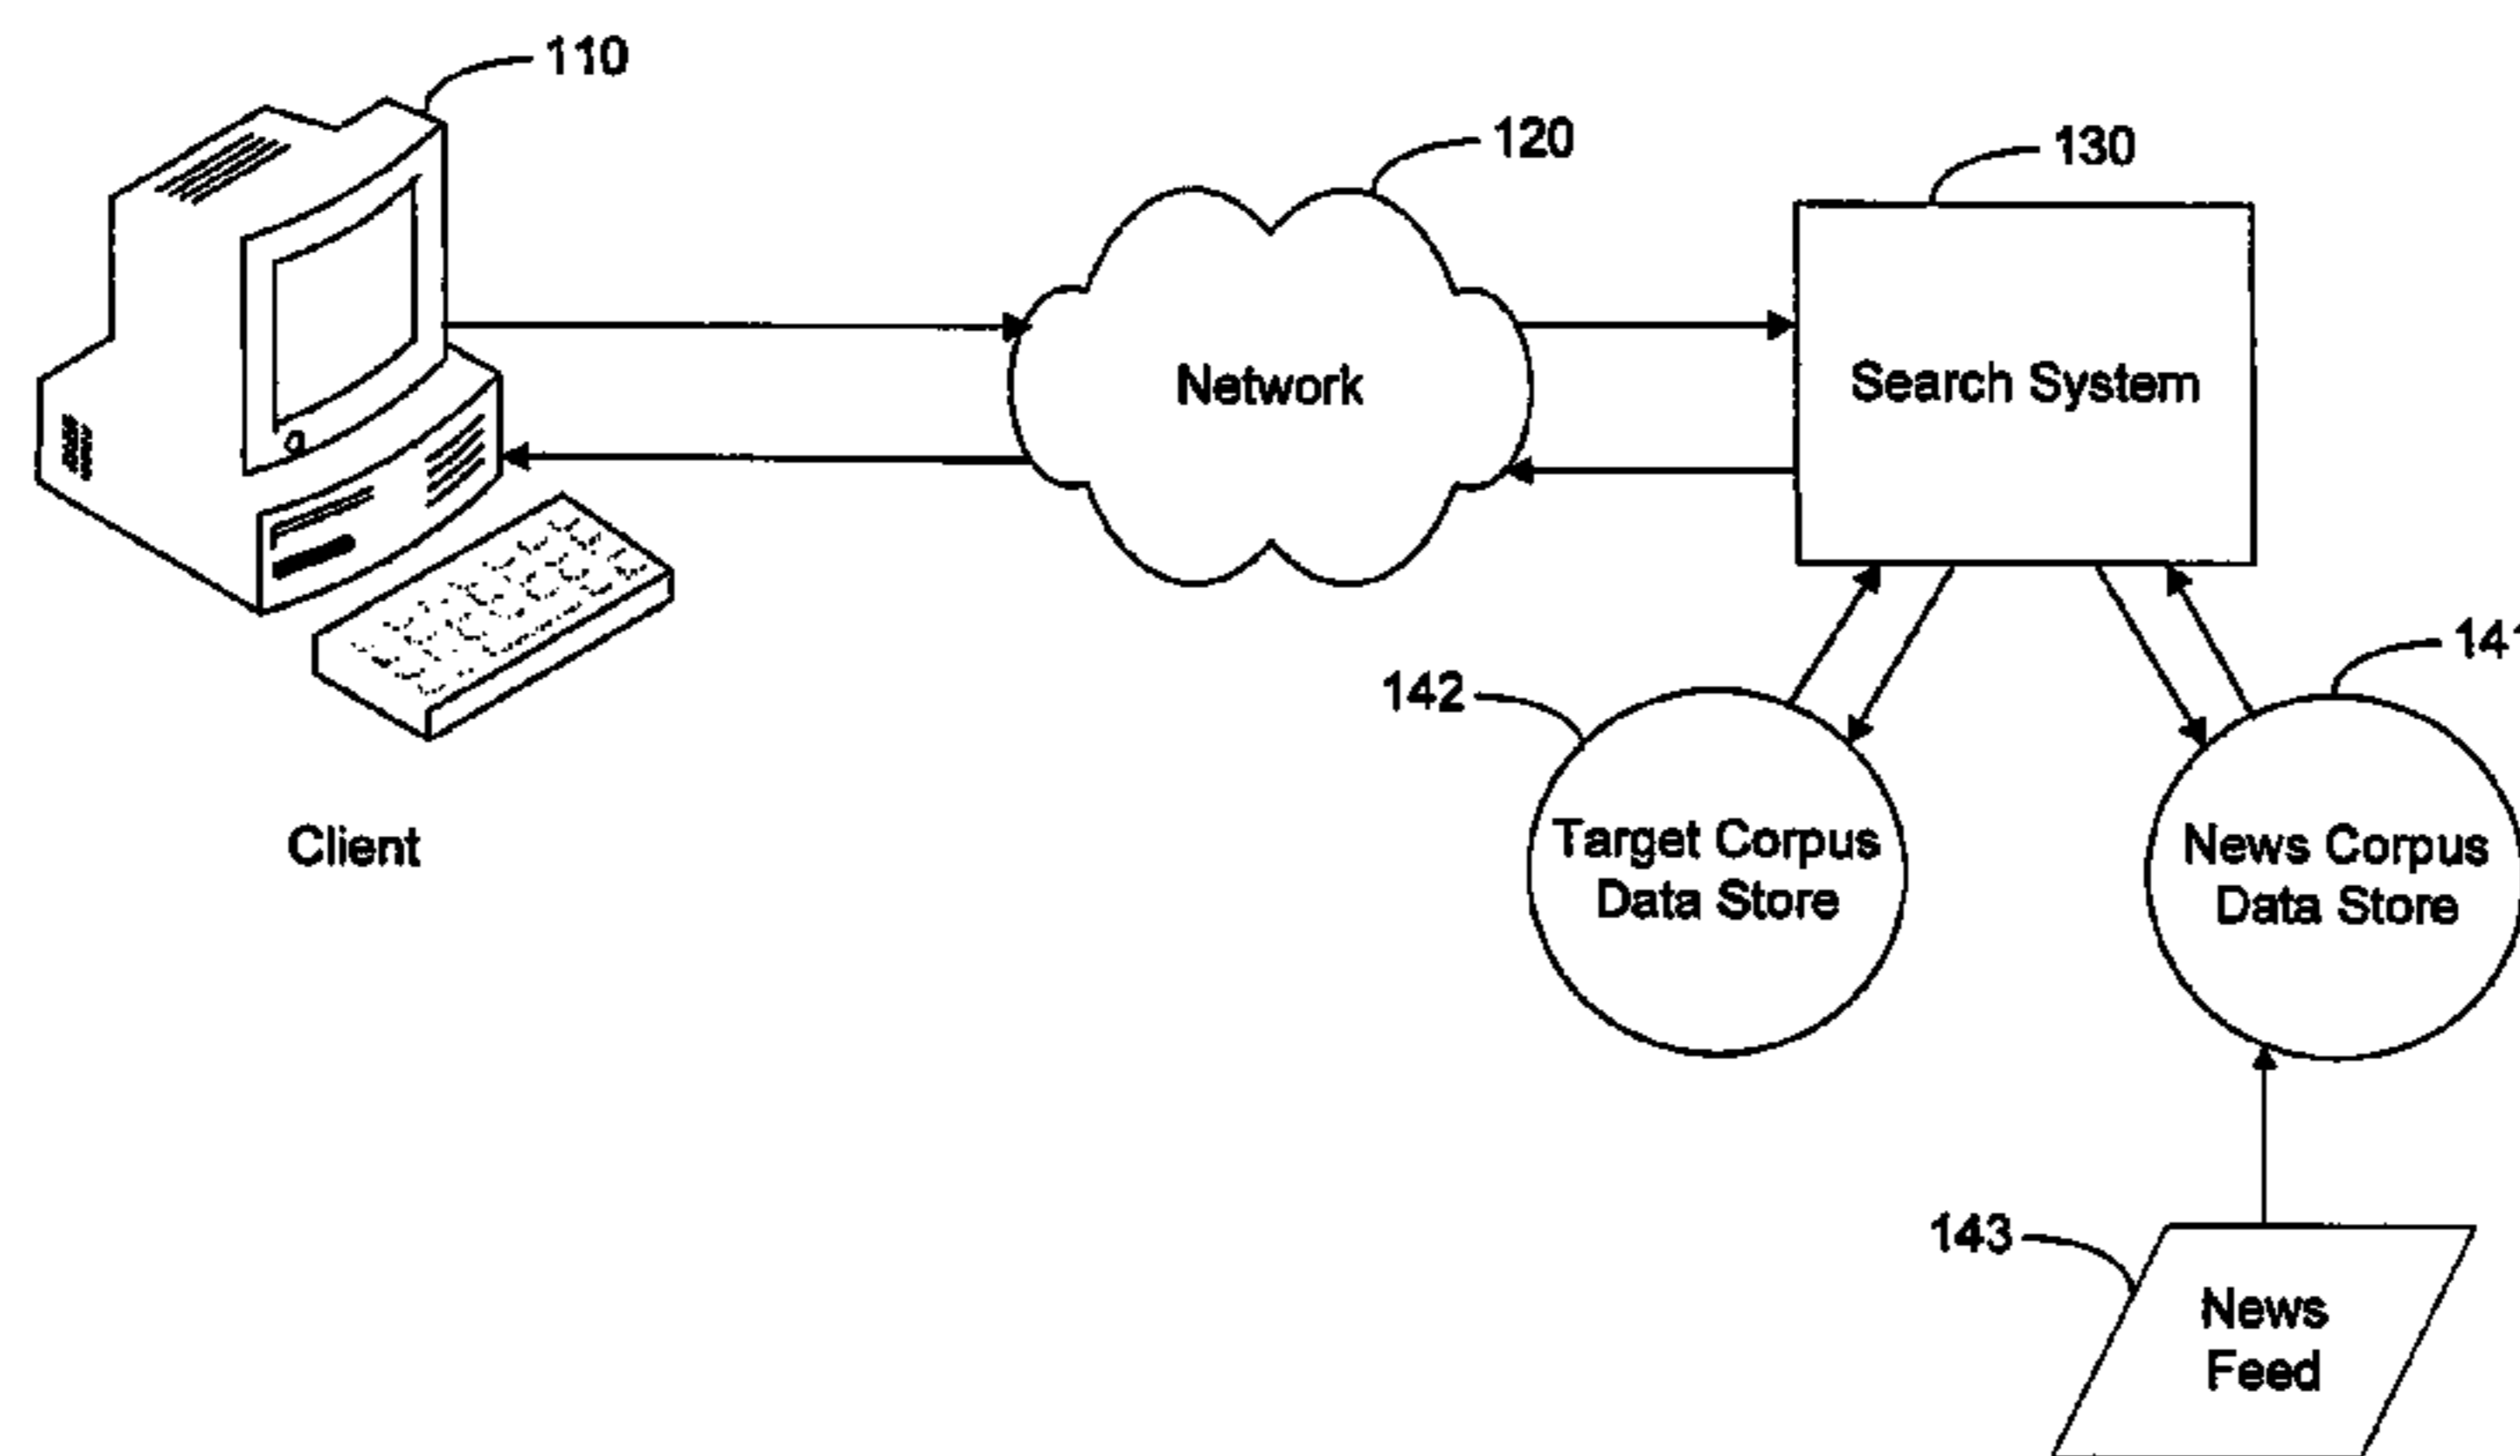 110
120
130
Network
Search System
141
142
Client
Target Corpus
Data Store
News Corpus
Data Store
143
News
Feed